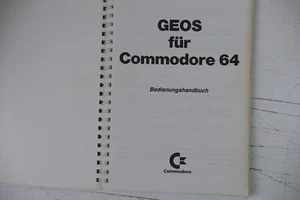 GEOS
für
Commodore 64
Bedienungshandbuch
Commodore